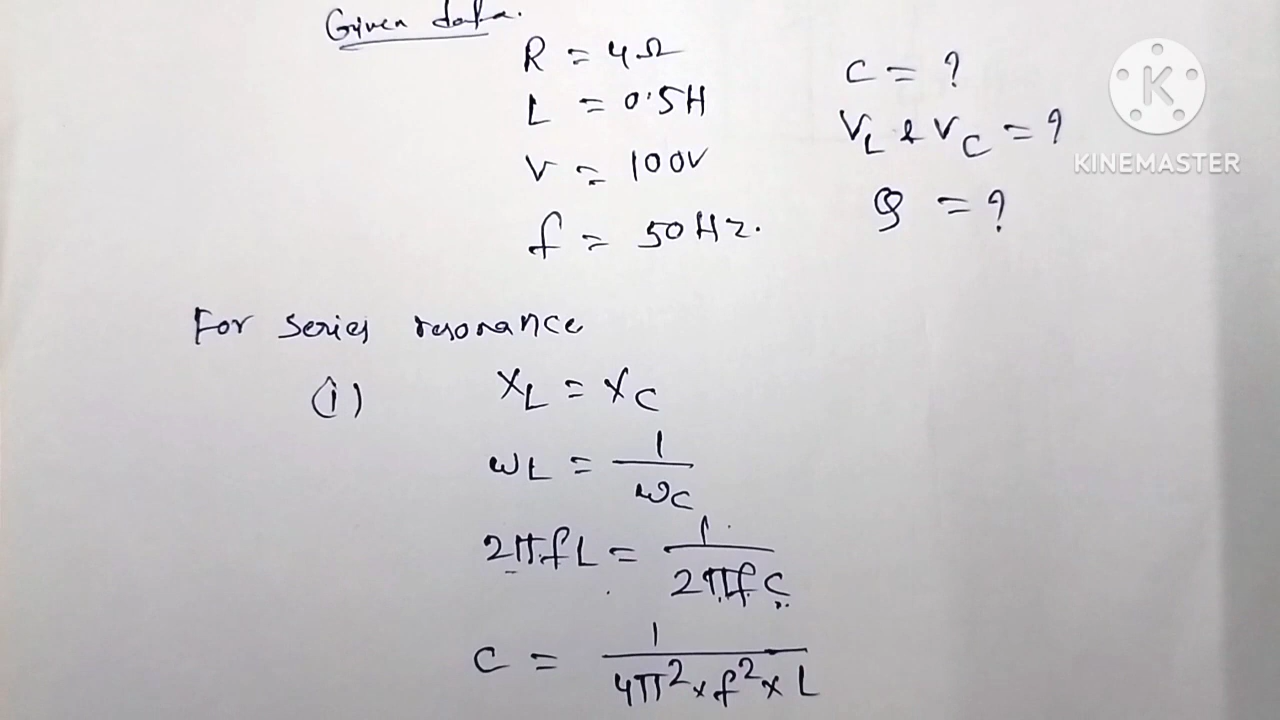 Given data.
R = 4Ω
L = 0.5H
V = 100V
f = 50Hz.
C = ?
VL & VC = ?
Q = ?
K
KINEMASTER
For series resonance
(i) XL = XC
ωL = 1/ωC
2πfL = 1/2πfC
C = 1/4π²×f²×L